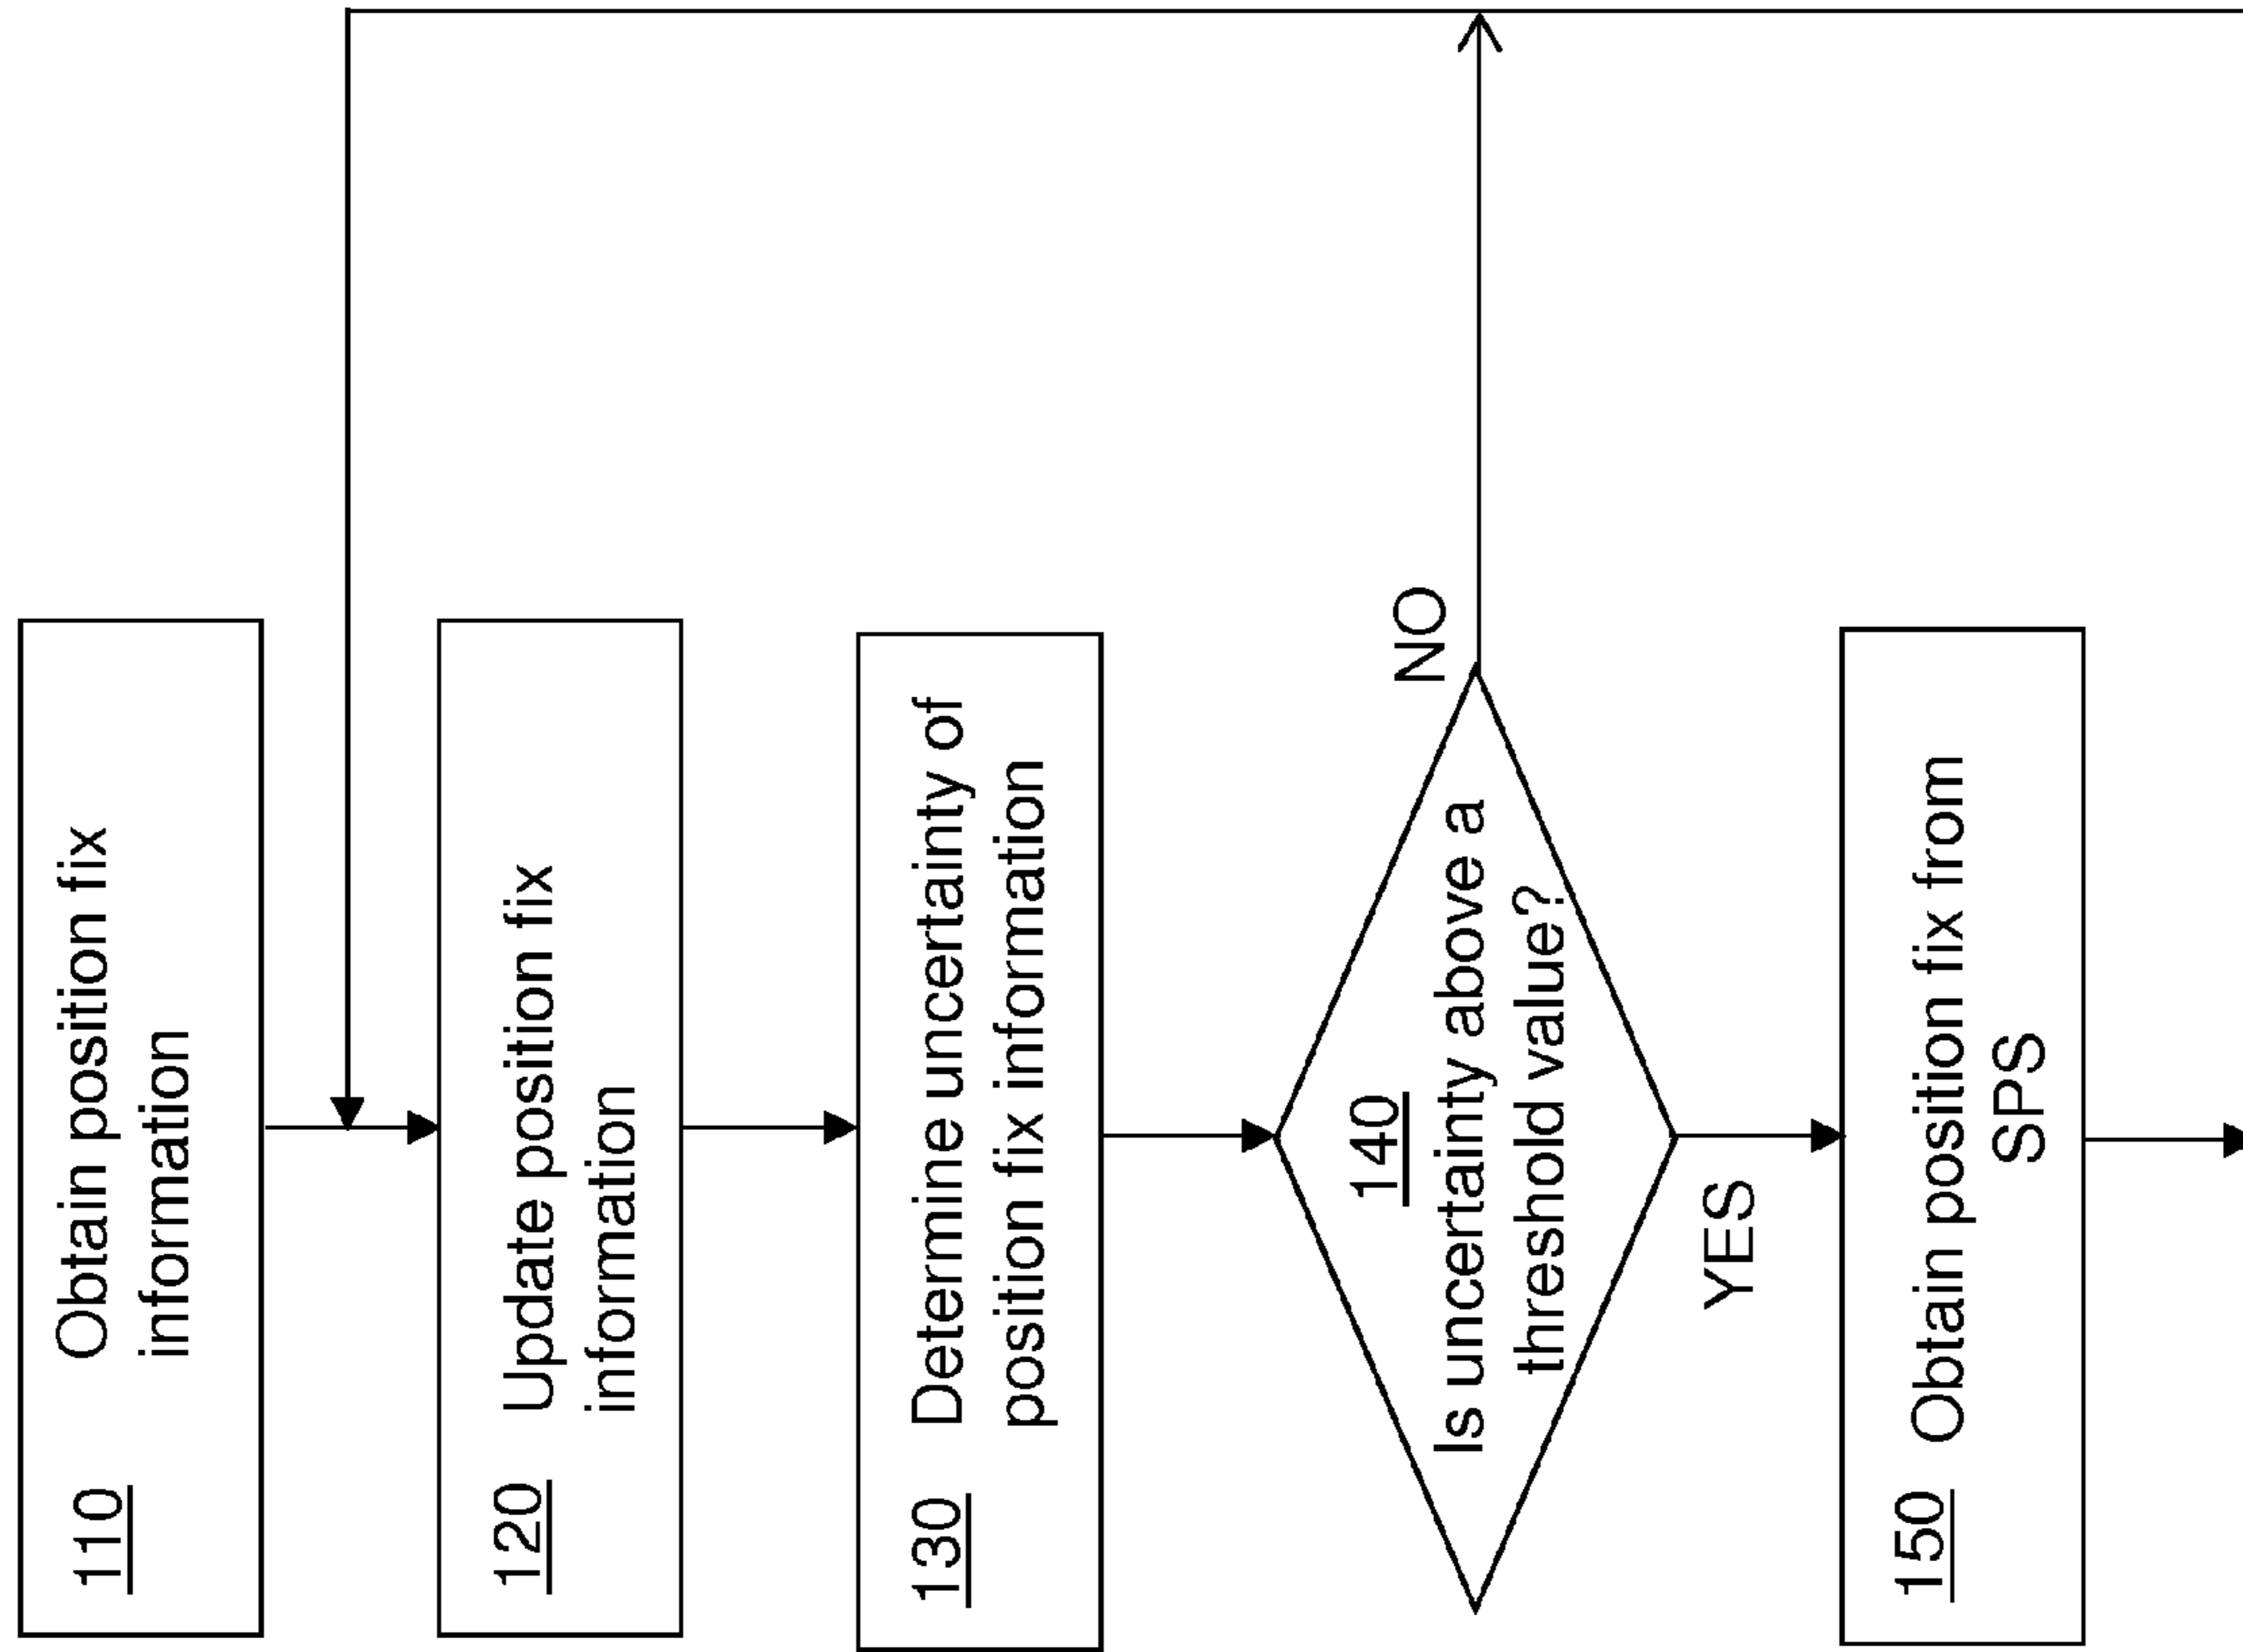 110 Obtain position fix
information
120 Update position fix
information
130 Determine uncertainty of
position fix information
140
Is uncertainty above a
threshold value?
NO
YES
150 Obtain position fix from
SPS